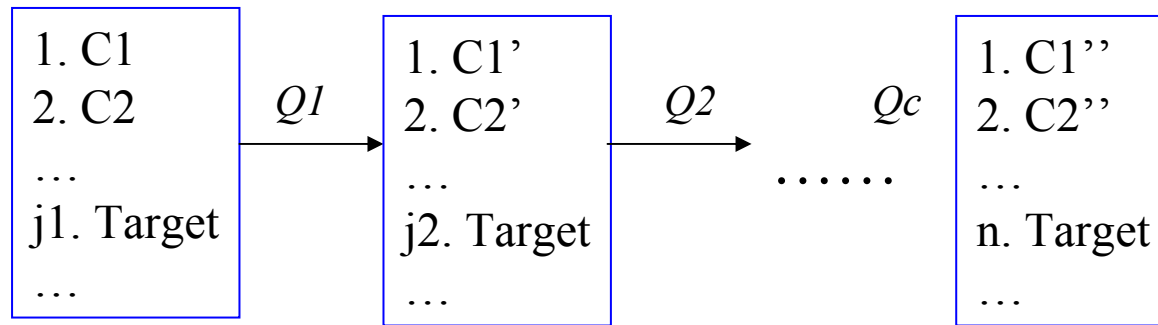 1. C1
2. C2
…
j1. Target
…
Q1
1. C1’
2. C2’
…
j2. Target
…
Q2
……
Qc
1. C1’’
2. C2’’
…
n. Target
…